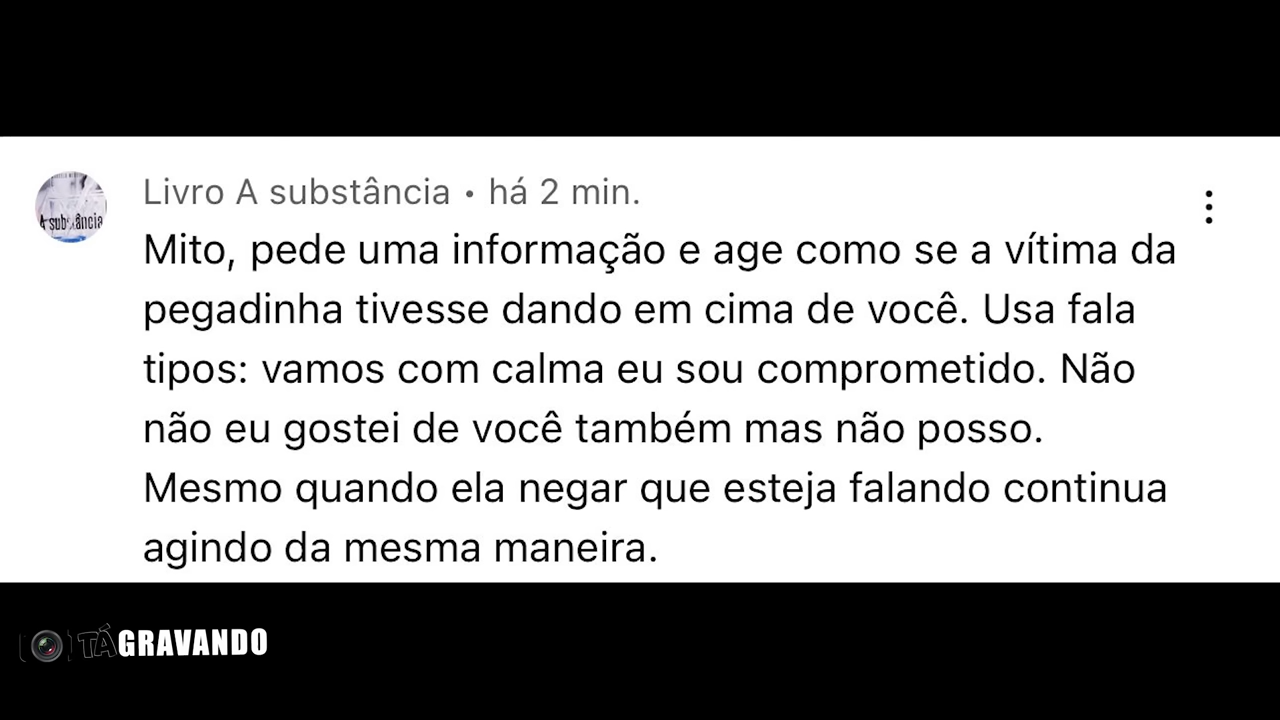 Livro A substância • há 2 min.
Mito, pede uma informação e age como se a vítima da
pegadinha tivesse dando em cima de você. Usa fala
tipos: vamos com calma eu sou comprometido. Não
não eu gostei de você também mas não posso.
Mesmo quando ela negar que esteja falando continua
agindo da mesma maneira.
TÁGRAVANDO